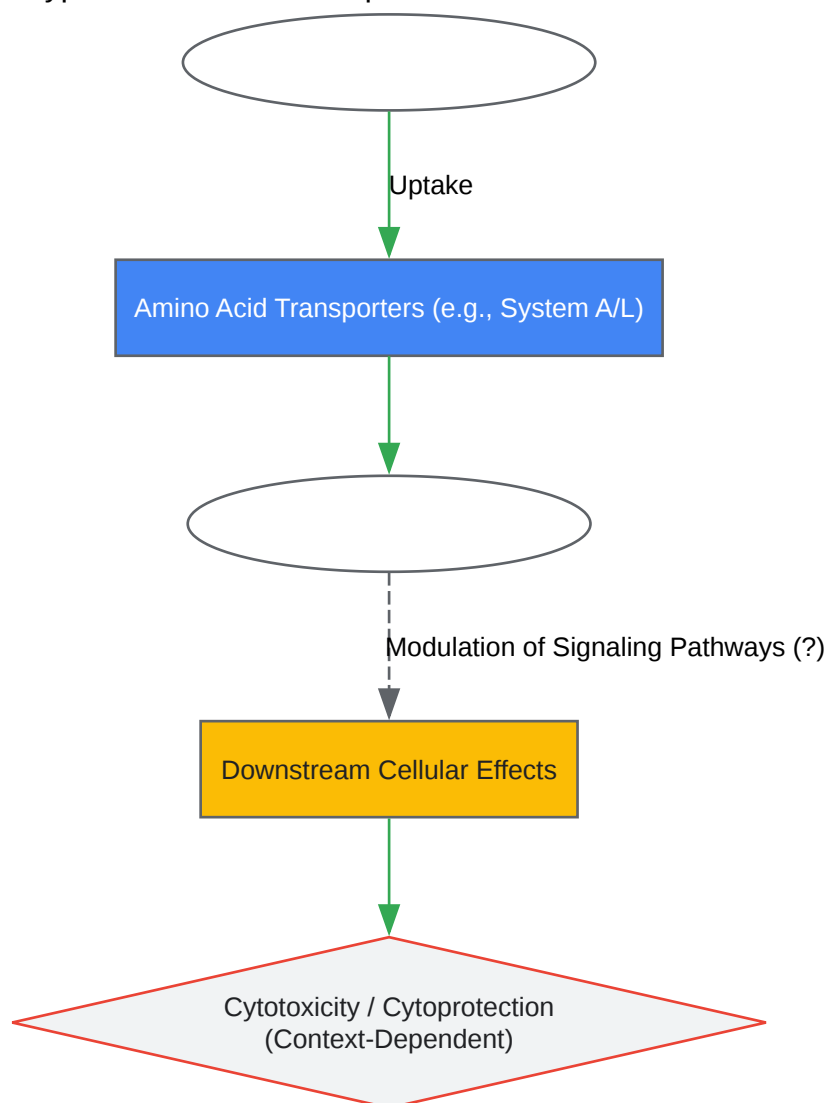 Uptake
Amino Acid Transporters (e.g., System A/L)
Modulation of Signaling Pathways (?)
Downstream Cellular Effects
Cytotoxicity / Cytoprotection
(Context-Dependent)